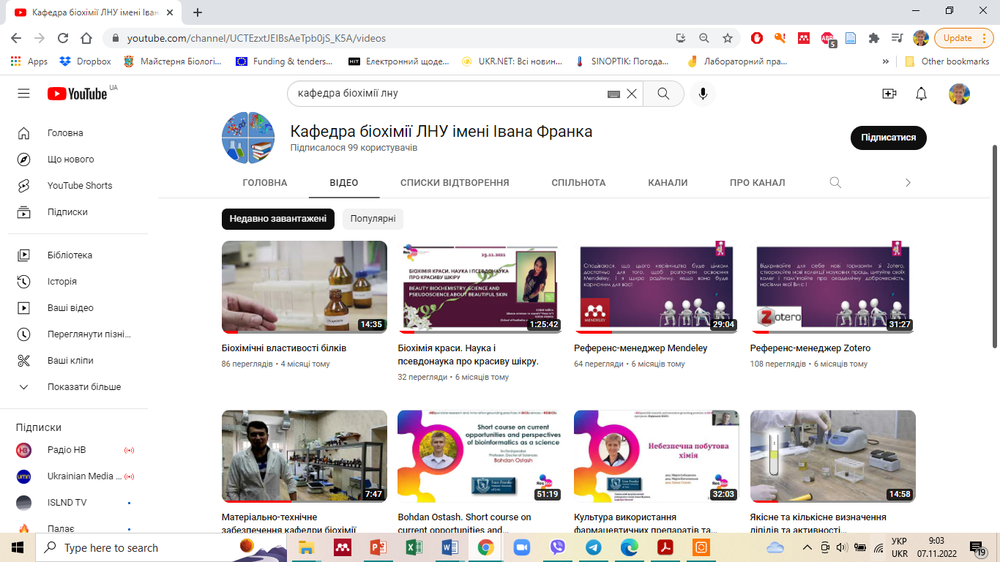 Кафедра біохімії ЛНУ імені Іван
youtube.com/channel/UCTEzxtJEIBsAeTpb0jS_K5A/videos
ABP
5
Update
Apps
Dropbox
Майстерня Біологі...
Funding & tenders...
Електронний щоде...
UKR.NET: Всі новин...
SINOPTIK: Погода...
Лабораторний пра...
»
Other bookmarks
YouTube UA
кафедра біохімії лну
Головна
Що нового
YouTube Shorts
Підписки
Бібліотека
Історія
Ваші відео
Переглянути пізні...
Ваші кліпи
Показати більше
Підписки
Радіо НВ
Ukrainian Media ...
ISLND TV
Палає
Кафедра біохімії ЛНУ імені Івана Франка
Підписалося 99 користувачів
Підписатися
ГОЛОВНА
ВІДЕО
СПИСКИ ВІДТВОРЕННЯ
СПІЛЬНОТА
КАНАЛИ
ПРО КАНАЛ
Недавно завантажені
Популярні
14:35
Біохімічні властивості білків
86 переглядів • 4 місяці тому
29.11.2021
БІОХІМІЯ КРАСИ. НАУКА І ПСЕВДОНАУКА
ПРО КРАСИВУ ШКІРУ
BEAUTY BIOCHEMISTRY. SCIENCE AND
PSEUDOSCIENCE ABOUT BEAUTIFUL SKIN
1:25:42
Біохімія краси. Наука і
псевдонаука про красиву шкіру.
32 перегляди • 6 місяців тому
Сподіваюся, що цього керівництва буде цілком
достатньо для того, щоб розпочати освоєння
Mendeley, і я щиро радітиму, якщо воно буде
корисним для вас!
MENDELEY
29:04
Референс-менеджер Mendeley
64 перегляди • 6 місяців тому
Відкривайте для себе нові горизонти зі Zotero,
створюйте нові колекції наукових праць, цитуйте своїх
колег і пам'ятайте про академічну доброчесність,
носіями якої Ви є !
Zotero
31:27
Референс-менеджер Zotero
108 переглядів • 6 місяців тому
7:47
Матеріально-технічне
забезпечення кафедри біохімії
Short course on current
opportunities and perspectives
of bioinformatics as a science
Professor, Doctor of Sciences
Bohdan Ostash
51:19
Bohdan Ostash. Short course on
current opportunities and...
Небезпечна побутова
хімія
32:03
Культура використання
фармацевтичних препаратів та...
14:58
Якісне та кількісне визначення
ліпідів та активності...
Type here to search
УКР
UKR
9:03
07.11.2022
19